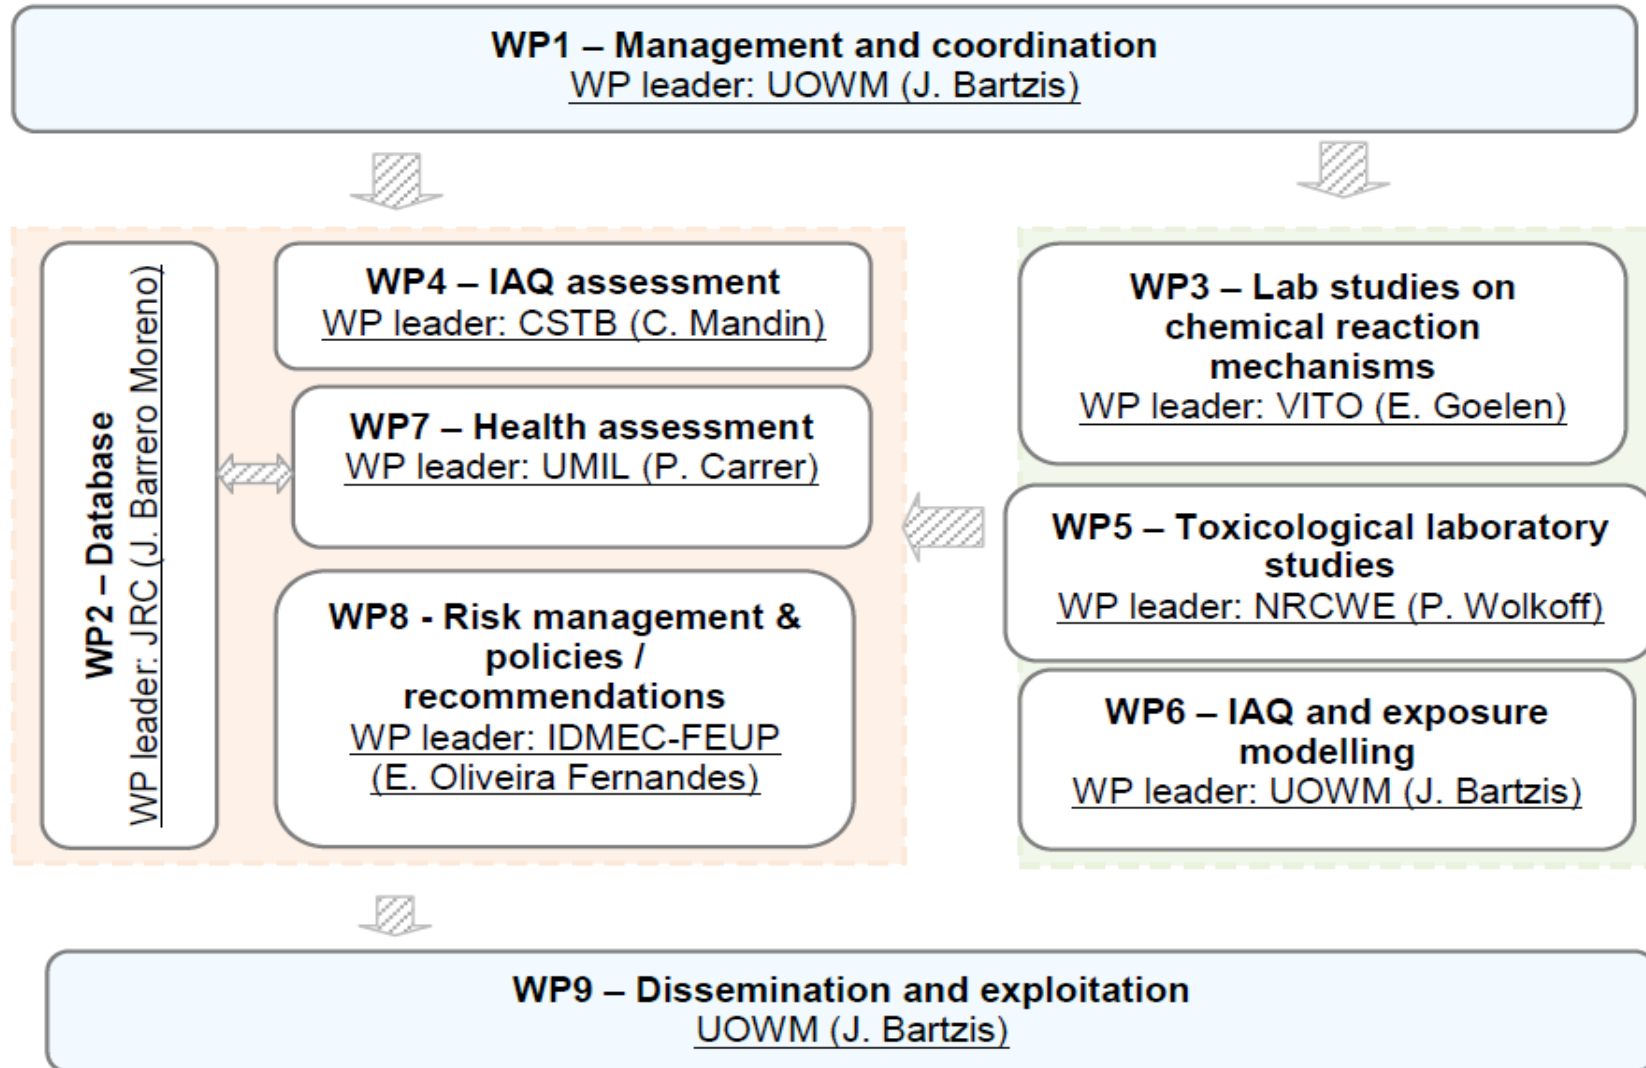 WP1 – Management and coordination
WP leader: UOWM (J. Bartzis)
WP2 – Database
WP leader: JRC (J. Barrero Moreno)
WP4 – IAQ assessment
WP leader: CSTB (C. Mandin)
WP7 – Health assessment
WP leader: UMIL (P. Carrer)
WP8 - Risk management &
policies /
recommendations
WP leader: IDMEC-FEUP
(E. Oliveira Fernandes)
WP3 – Lab studies on
chemical reaction
mechanisms
WP leader: VITO (E. Goelen)
WP5 – Toxicological laboratory
studies
WP leader: NRCWE (P. Wolkoff)
WP6 – IAQ and exposure
modelling
WP leader: UOWM (J. Bartzis)
WP9 – Dissemination and exploitation
UOWM (J. Bartzis)